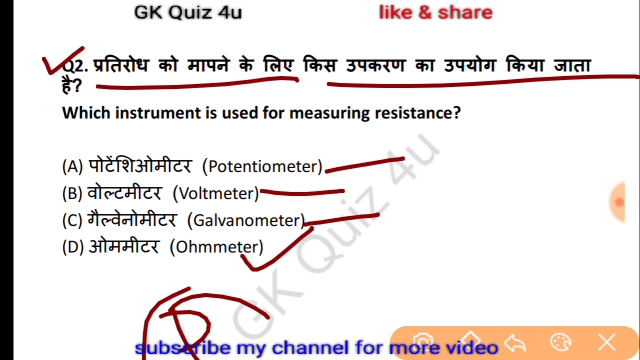 GK Quiz 4u like & share
Q2. प्रतिरोध को मापने के लिए किस उपकरण का उपयोग किया जाता
है?
Which instrument is used for measuring resistance?
(A) पोटेंशिओमीटर (Potentiometer)
(B) वोल्टमीटर (Voltmeter)
(C) गैल्वेनोमीटर (Galvanometer)
(D) ओममीटर (Ohmmeter)
GK Quiz 4u
D
subscribe my channel for more video